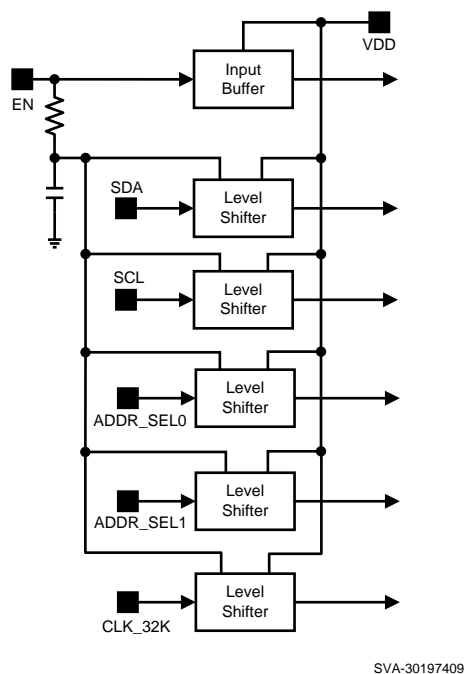 VDD
Input
Buffer
EN
SDA
Level
Shifter
SCL
Level
Shifter
ADDR_SEL0
Level
Shifter
ADDR_SEL1
Level
Shifter
CLK_32K
Level
Shifter
SVA-30197409